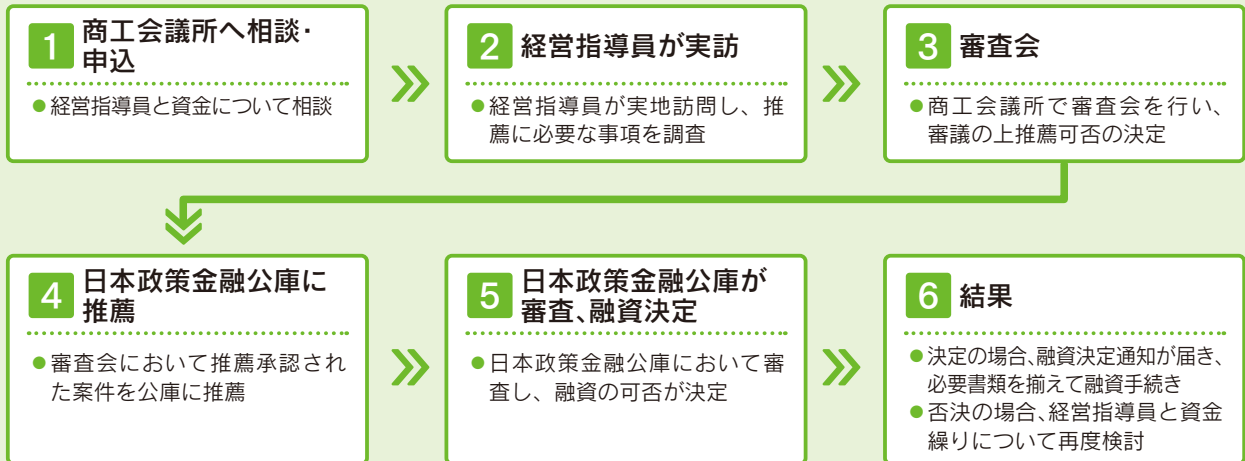 1 商工会議所へ相談・
申込
●経営指導員と資金について相談
2 経営指導員が実訪
●経営指導員が実地訪問し、推
薦に必要な事項を調査
3 審査会
●商工会議所で審査会を行い、
審議の上推薦可否の決定
4 日本政策金融公庫に
推薦
●審査会において推薦承認され
た案件を公庫に推薦
5 日本政策金融公庫が
審査、融資決定
●日本政策金融公庫において審
査し、融資の可否が決定
6 結果
●決定の場合、融資決定通知が届き、
必要書類を揃えて融資手続き
●否決の場合、経営指導員と資金
繰りについて再度検討